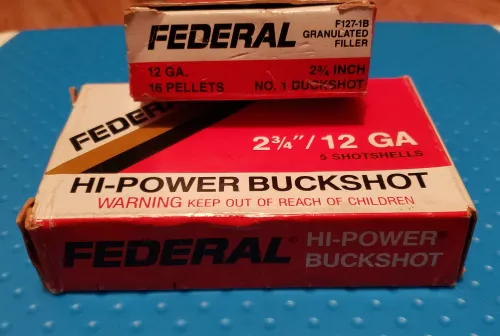 FEDERAL
F127-1B
GRANULATED
FILLER
12 GA.
2¾ INCH
16 PELLETS
NO. 1 BUCKSHOT
FEDERAL
2¾"/12 GA
5 SHOTSHELLS
HI-POWER BUCKSHOT
WARNING KEEP OUT OF REACH OF CHILDREN
FEDERAL®
HI-POWER®
BUCKSHOT